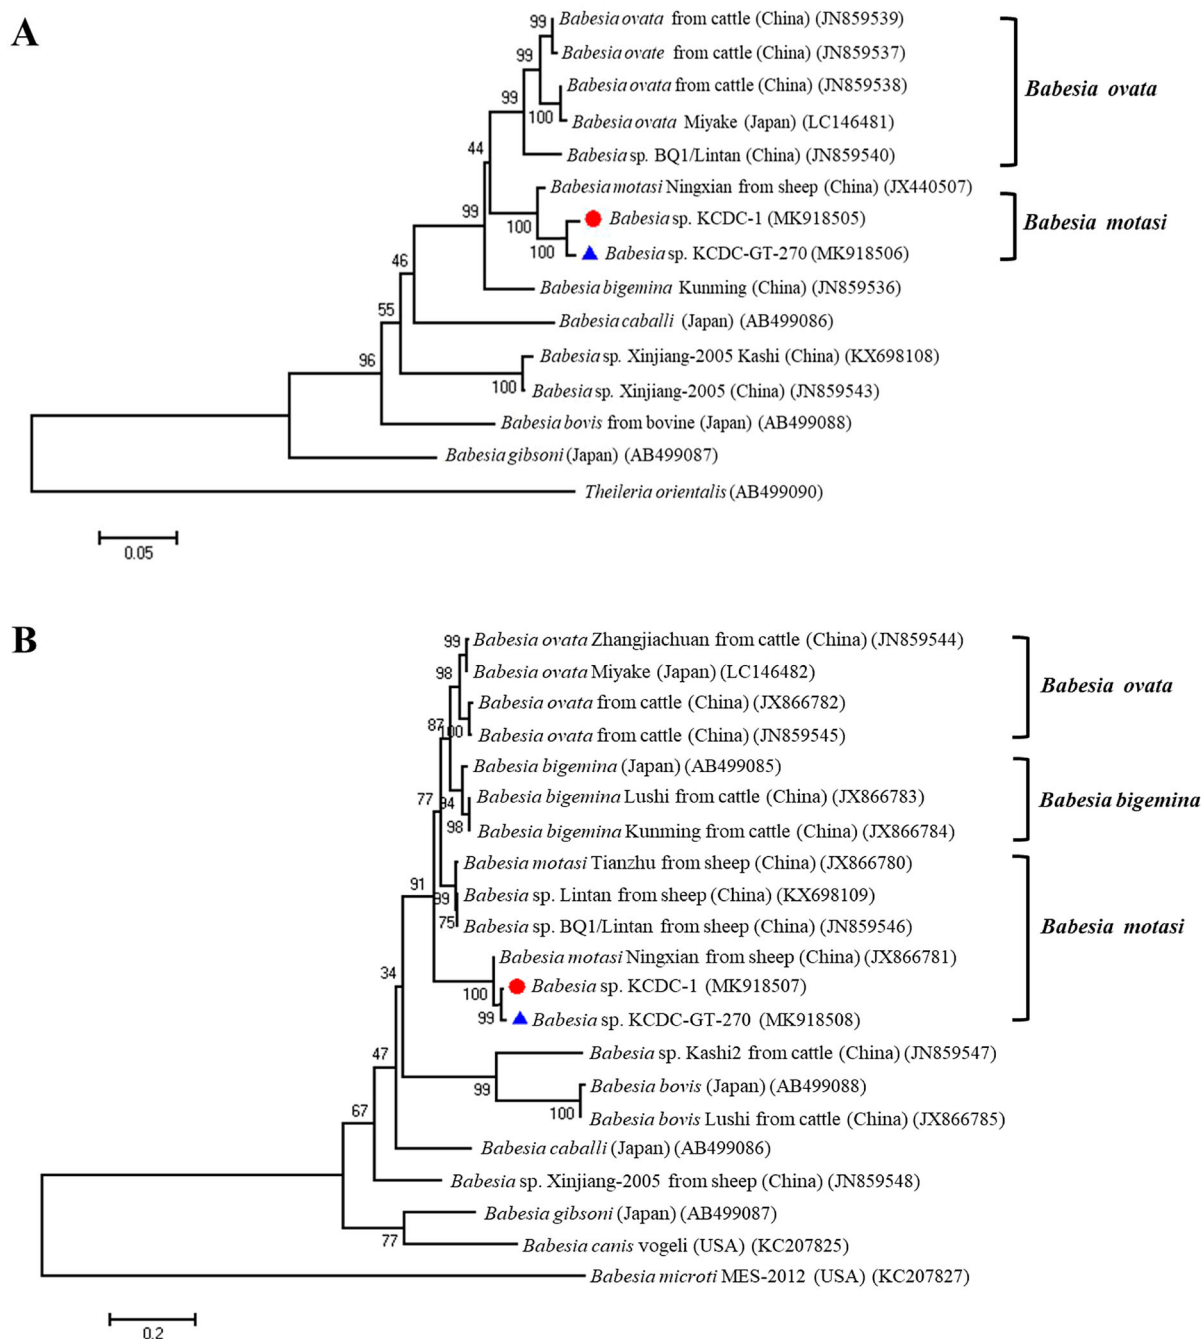 A
99 Babesia ovata from cattle (China) (JN859539)
99 Babesia ovate from cattle (China) (JN859537)
99 Babesia ovata from cattle (China) (JN859538)
Babesia ovata
100 Babesia ovata Miyake (Japan) (LC146481)
44 Babesia sp. BQ1/Lintan (China) (JN859540)
Babesia motasi Ningxian from sheep (China) (JX440507)
99 100 Babesia sp. KCDC-1 (MK918505)
Babesia motasi
46 100 Babesia sp. KCDC-GT-270 (MK918506)
Babesia bigemina Kunming (China) (JN859536)
55 Babesia caballi (Japan) (AB499086)
96 Babesia sp. Xinjiang-2005 Kashi (China) (KX698108)
100 Babesia sp. Xinjiang-2005 (China) (JN859543)
Babesia bovis from bovine (Japan) (AB499088)
Babesia gibsoni (Japan) (AB499087)
Theileria orientalis (AB499090)
0.05
B
99 Babesia ovata Zhangjiachuan from cattle (China) (JN859544)
98 Babesia ovata Miyake (Japan) (LC146482)
Babesia ovata
Babesia ovata from cattle (China) (JX866782)
87 100 Babesia ovata from cattle (China) (JN859545)
Babesia bigemina (Japan) (AB499085)
77 94 Babesia bigemina Lushi from cattle (China) (JX866783)
Babesia bigemina
98 Babesia bigemina Kunming from cattle (China) (JX866784)
Babesia motasi Tianzhu from sheep (China) (JX866780)
91 99 Babesia sp. Lintan from sheep (China) (KX698109)
75 Babesia sp. BQ1/Lintan from sheep (China) (JN859546)
Babesia motasi
Babesia motasi Ningxian from sheep (China) (JX866781)
34 100 Babesia sp. KCDC-1 (MK918507)
99 Babesia sp. KCDC-GT-270 (MK918508)
47 Babesia sp. Kashi2 from cattle (China) (JN859547)
99 Babesia bovis (Japan) (AB499088)
67 100 Babesia bovis Lushi from cattle (China) (JX866785)
Babesia caballi (Japan) (AB499086)
Babesia sp. Xinjiang-2005 from sheep (China) (JN859548)
Babesia gibsoni (Japan) (AB499087)
77 Babesia canis vogeli (USA) (KC207825)
Babesia microti MES-2012 (USA) (KC207827)
0.2